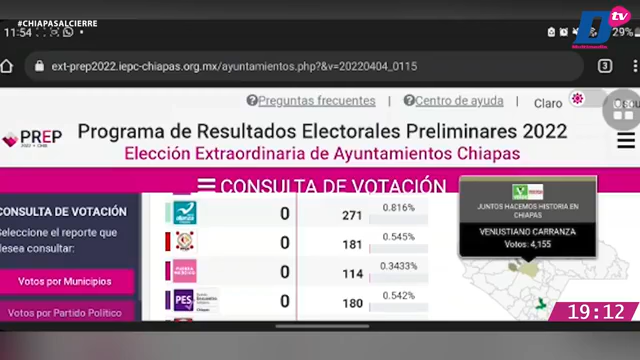 #CHIAPASALCIERRE
11:54
29%
tv
Multimedia
ext-prep2022.iepc-chiapas.org.mx/ayuntamientos.php?&v=20220404_0115
3
Preguntas frecuentes
Centro de ayuda
Claro
PREP
Programa de Resultados Electorales Preliminares 2022
Elección Extraordinaria de Ayuntamientos Chiapas
CONSULTA DE VOTACIÓN
CONSULTA DE VOTACIÓN
Seleccione el reporte que
desea consultar:
Votos por Municipios
Votos por Partido Político
0 271 0.816%
0 181 0.545%
0 114 0.3433%
PES 0 180 0.542%
JUNTOS HACEMOS HISTORIA EN
CHIAPAS
VENUSTIANO CARRANZA
Votos: 4,155
19:12